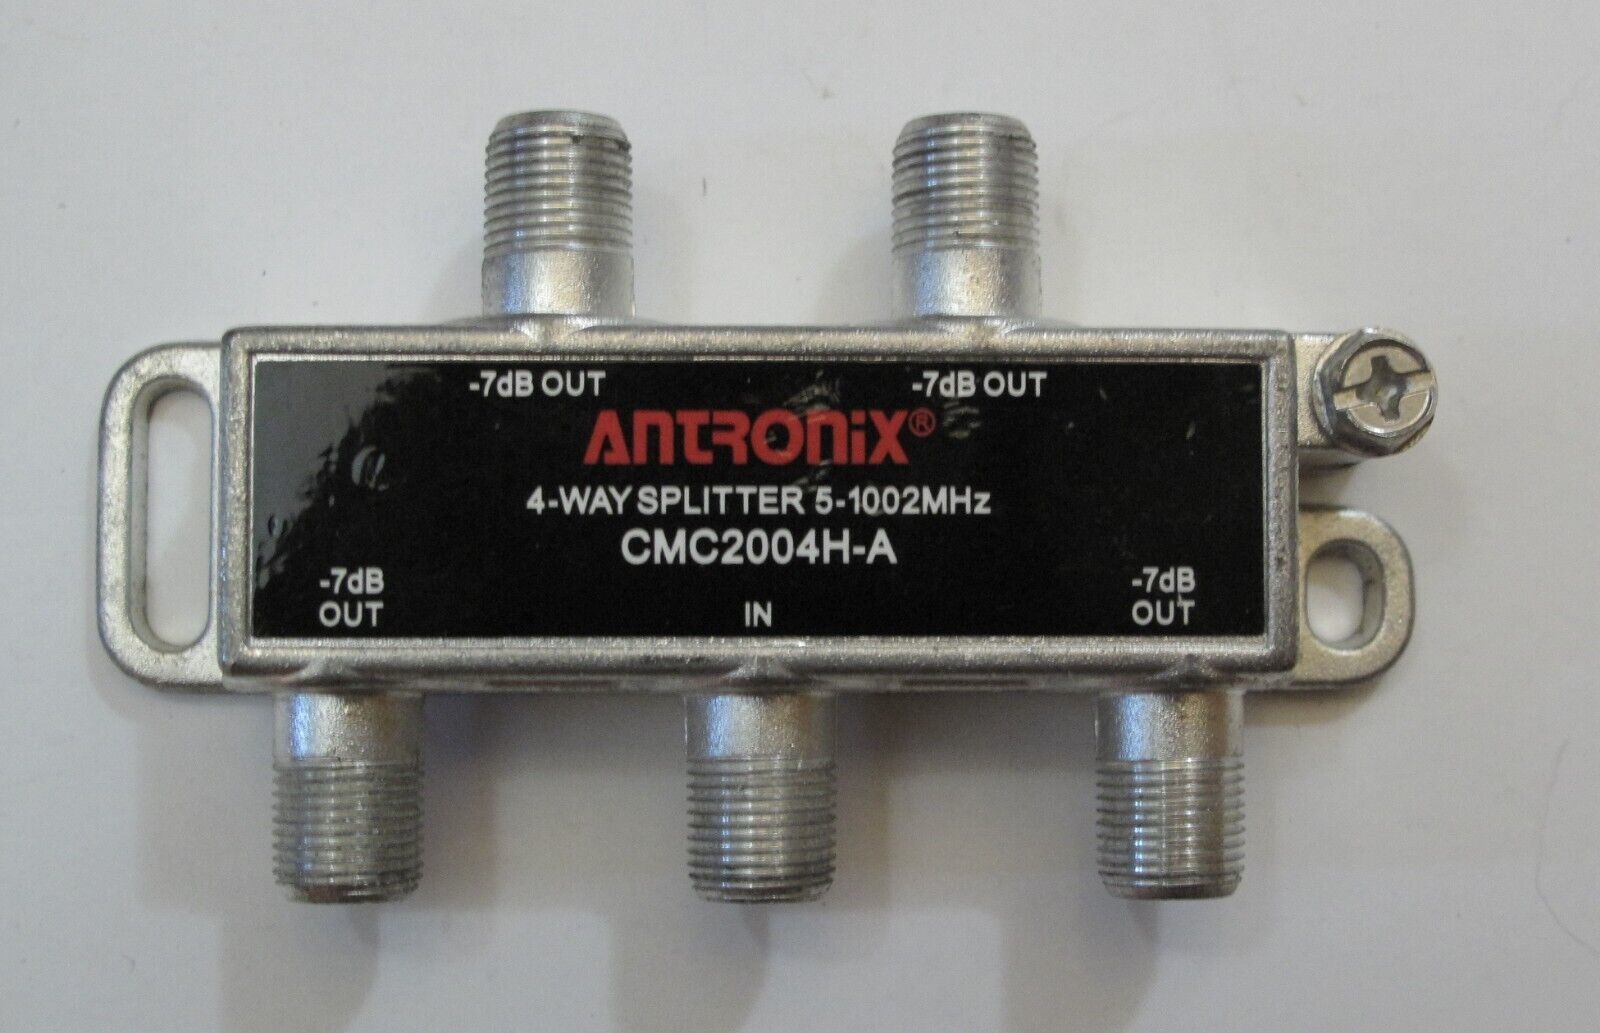 -7dB OUT -7dB OUT
ANTRONiX®
4-WAY SPLITTER 5-1002MHz
CMC2004H-A
-7dB
OUT
IN
-7dB
OUT